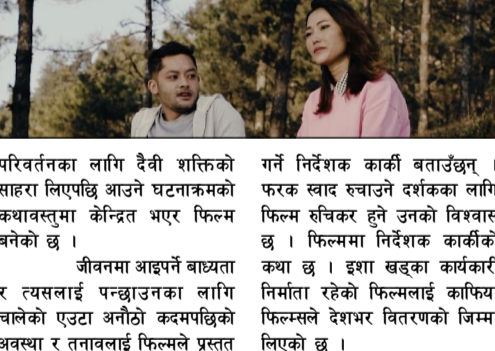 परिवर्तनका लागि दैवी शक्तिको
साहरा लिएपछि आउने घटनाक्रमको
कथावस्तुमा केन्द्रित भएर फिल्म
बनेको छ ।
जीवनमा आइपर्ने बाध्यता
र त्यसलाई पन्छाउनका लागि
चालेको एउटा अनौठो कदमपछिको
अवस्था र तनावलाई फिल्मले प्रस्तुत
गर्ने निर्देशक कार्की बताउँछन् ।
फरक स्वाद रुचाउने दर्शकका लागि
फिल्म रुचिकर हुने उनको विश्वास
छ । फिल्ममा निर्देशक कार्कीको
कथा छ । इशा खड्का कार्यकारी
निर्माता रहेको फिल्मलाई काफिया
फिल्म्सले देशभर वितरणको जिम्मा
लिएको छ ।